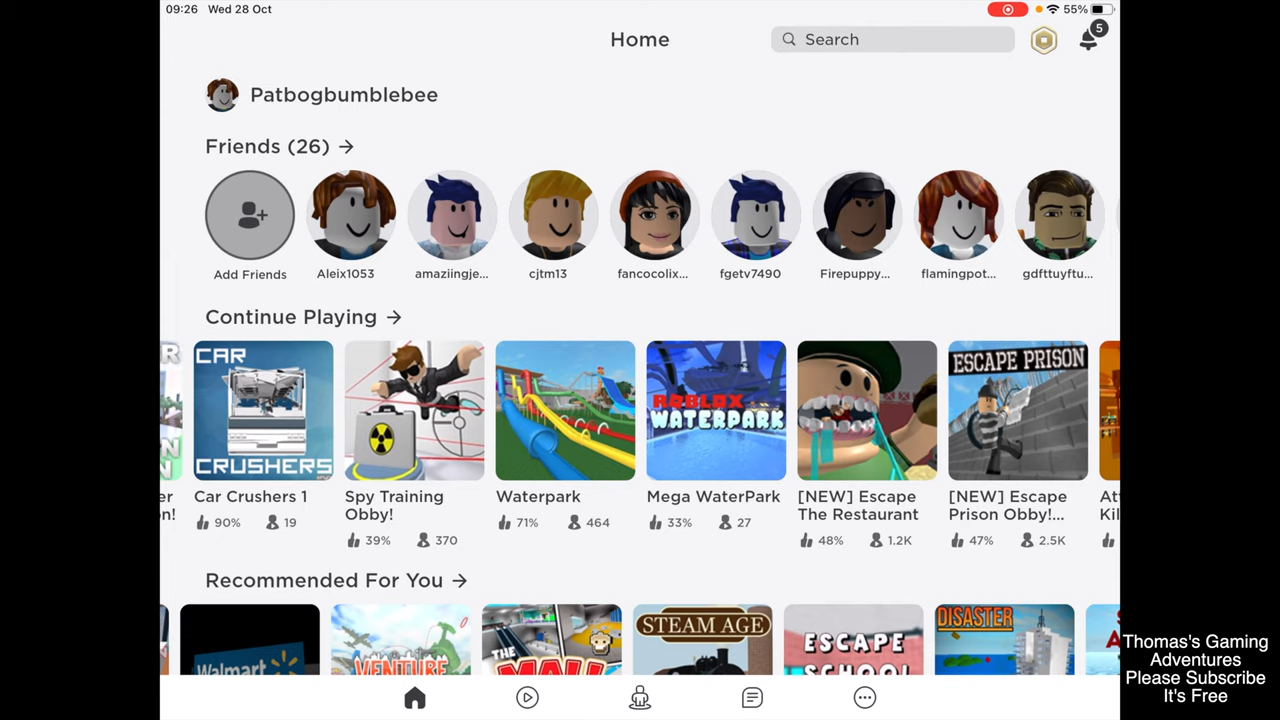 09:26 Wed 28 Oct
55%
Home
Search
5
Patbogbumblebee
Friends (26)
Add Friends
Aleix1053
amaziingje...
cjtm13
fancocolix...
fgetv7490
Firepuppy...
flamingpot...
gdfttuyftu...
Continue Playing
CAR
CRUSHERS
ROBLOX
WATERPARK
ESCAPE PRISON
er
n!
Car Crushers 1
90% 19
Spy Training
Obby!
39% 370
Waterpark
71% 464
Mega WaterPark
33% 27
[NEW] Escape
The Restaurant
48% 1.2K
[NEW] Escape
Prison Obby!...
47% 2.5K
Recommended For You
Walmart
VENTURE
THE
MALL
STEAM AGE
ESCAPE
SCHOOL
DISASTER
Thomas's Gaming
Adventures
Please Subscribe
It's Free